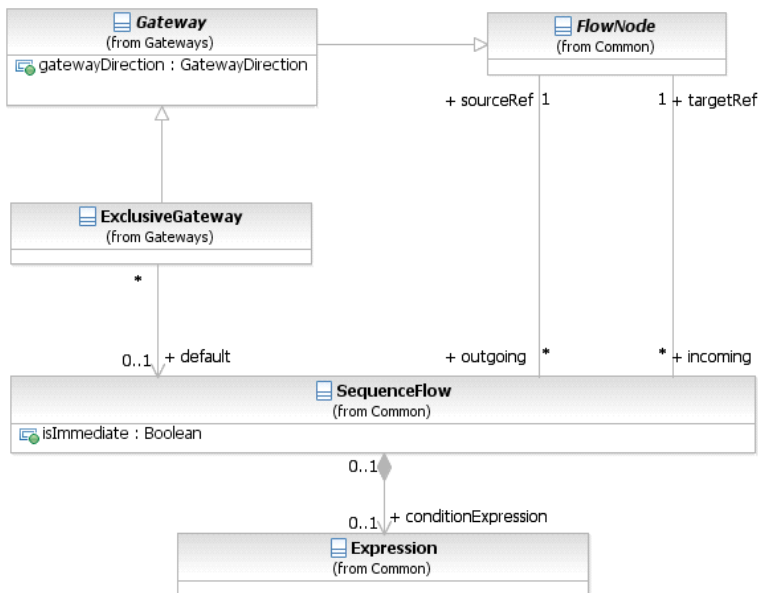 Gateway
(from Gateways)
gatewayDirection : GatewayDirection
FlowNode
(from Common)
+ sourceRef 1
1 + targetRef
ExclusiveGateway
(from Gateways)
*
0..1 + default
+ outgoing *
* + incoming
SequenceFlow
(from Common)
isImmediate : Boolean
0..1
0..1 + conditionExpression
Expression
(from Common)